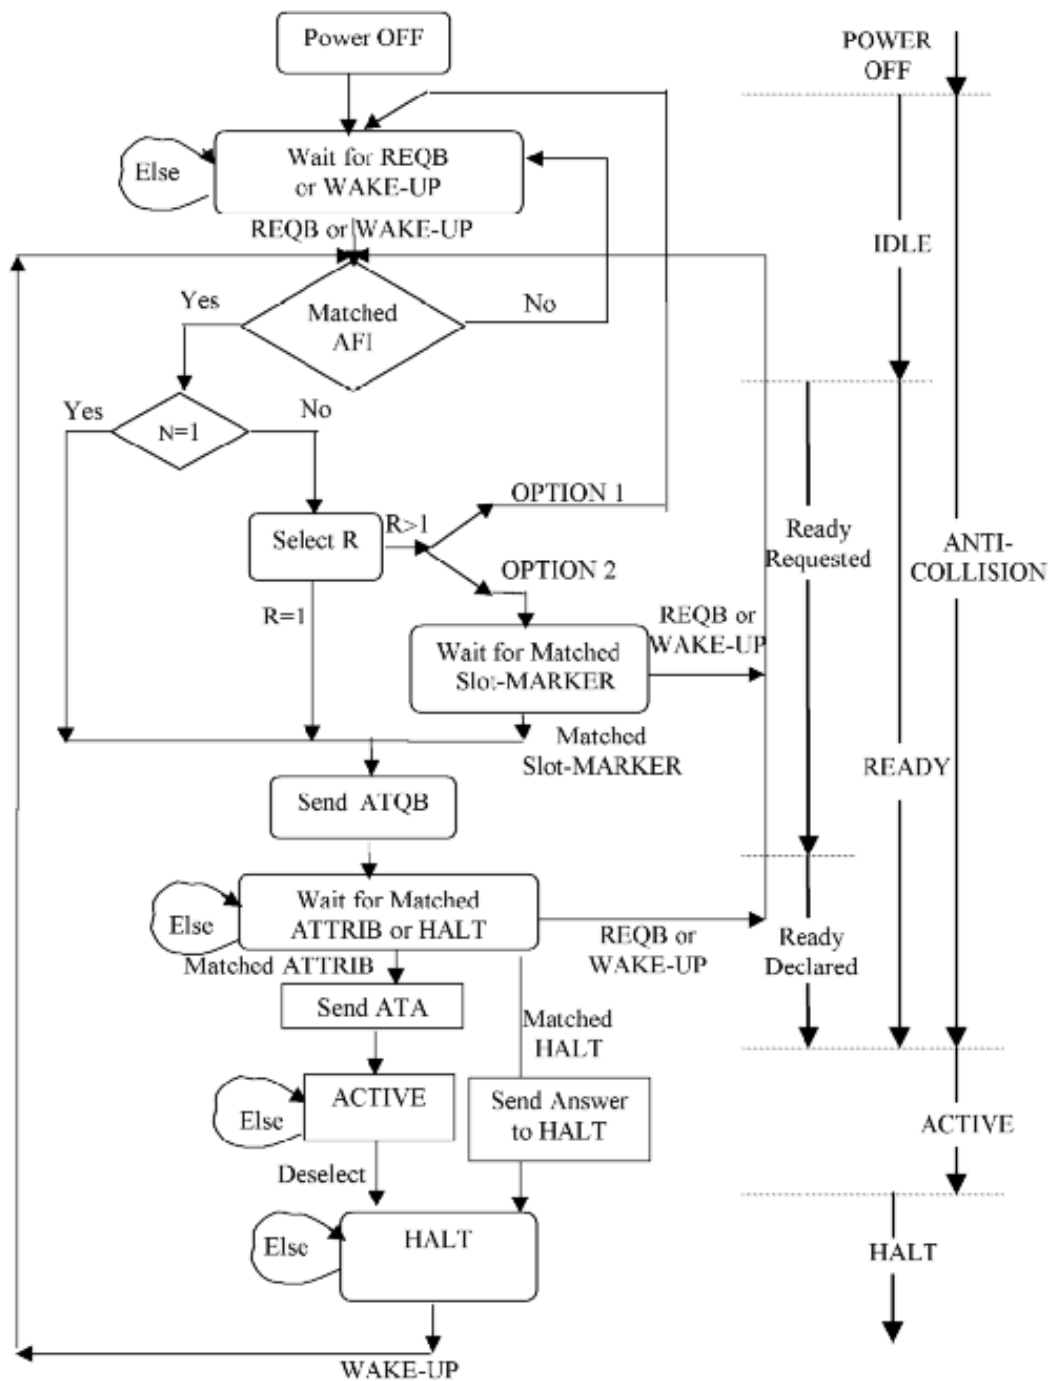 Power OFF
POWER
OFF
Else
Wait for REQB
or WAKE-UP
REQB or WAKE-UP
IDLE
Yes
Matched
AFI
No
Yes
N=1
No
OPTION 1
Select R
R>1
OPTION 2
R=1
Ready
Requested
ANTI-
COLLISION
REQB or
WAKE-UP
Wait for Matched
Slot-MARKER
Matched
Slot-MARKER
READY
Send ATQB
Else
Wait for Matched
ATTRIB or HALT
REQB or
WAKE-UP
Ready
Declared
Matched ATTRIB
Send ATA
Matched
HALT
Else
ACTIVE
Send Answer
to HALT
ACTIVE
Deselect
Else
HALT
HALT
WAKE-UP